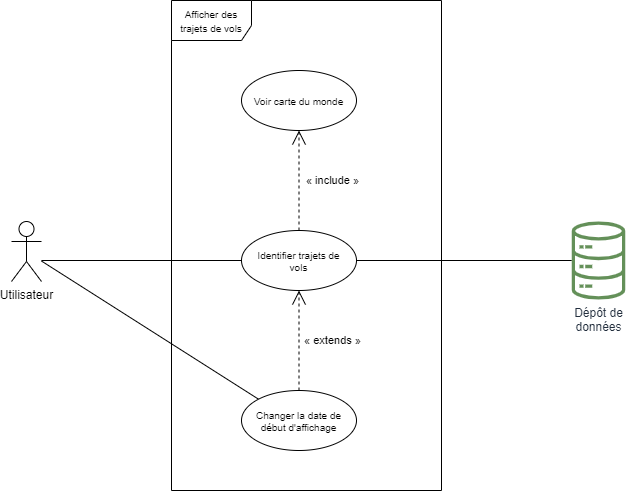 Afficher des
trajets de vols
Voir carte du monde
« include »
Identifier trajets de
vols
Utilisateur
Dépôt de
données
« extends »
Changer la date de
début d'affichage